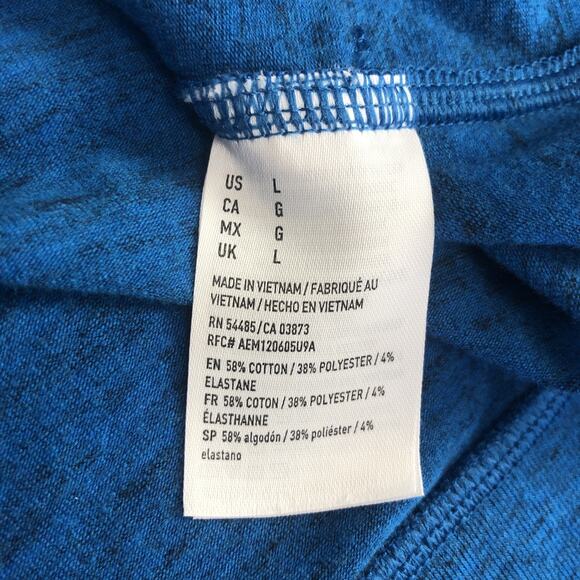 US L
CA G
MX G
UK L
MADE IN VIETNAM / FABRIQUÉ AU
VIETNAM / HECHO EN VIETNAM
RN 54485/CA 03873
RFC# AEM120605U9A
EN 58% COTTON / 38% POLYESTER / 4%
ELASTANE
FR 58% COTON / 38% POLYESTER / 4%
ÉLASTHANNE
SP 58% algodón / 38% poliéster / 4%
elastano